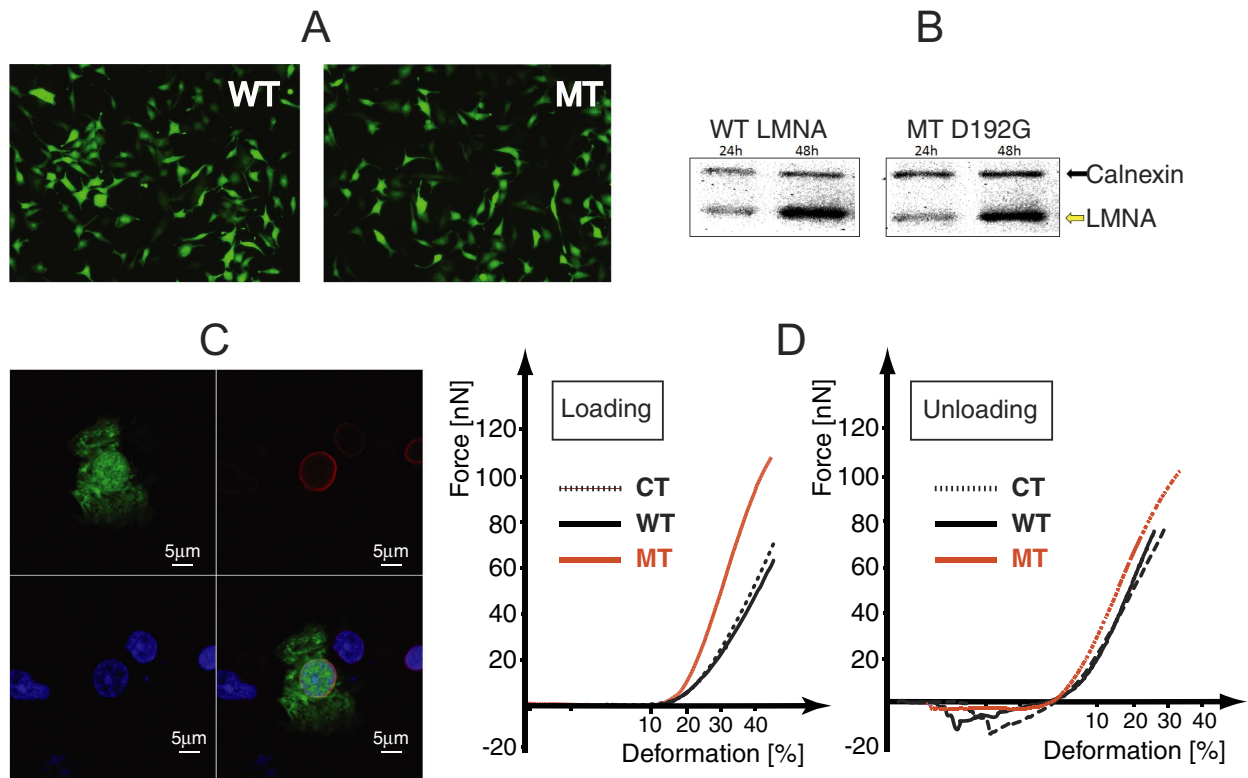 A
WT
MT
B
WT LMNA
MT D192G
24h
48h
24h
48h
Calnexin
LMNA
C
5μm
5μm
5μm
5μm
D
Force [nN]
Loading
120
100
80
60
40
20
-20
CT
WT
MT
10 20 30 40
Deformation [%]
Force [nN]
Unloading
120
100
80
60
40
20
-20
CT
WT
MT
10 20 30 40
Deformation [%]